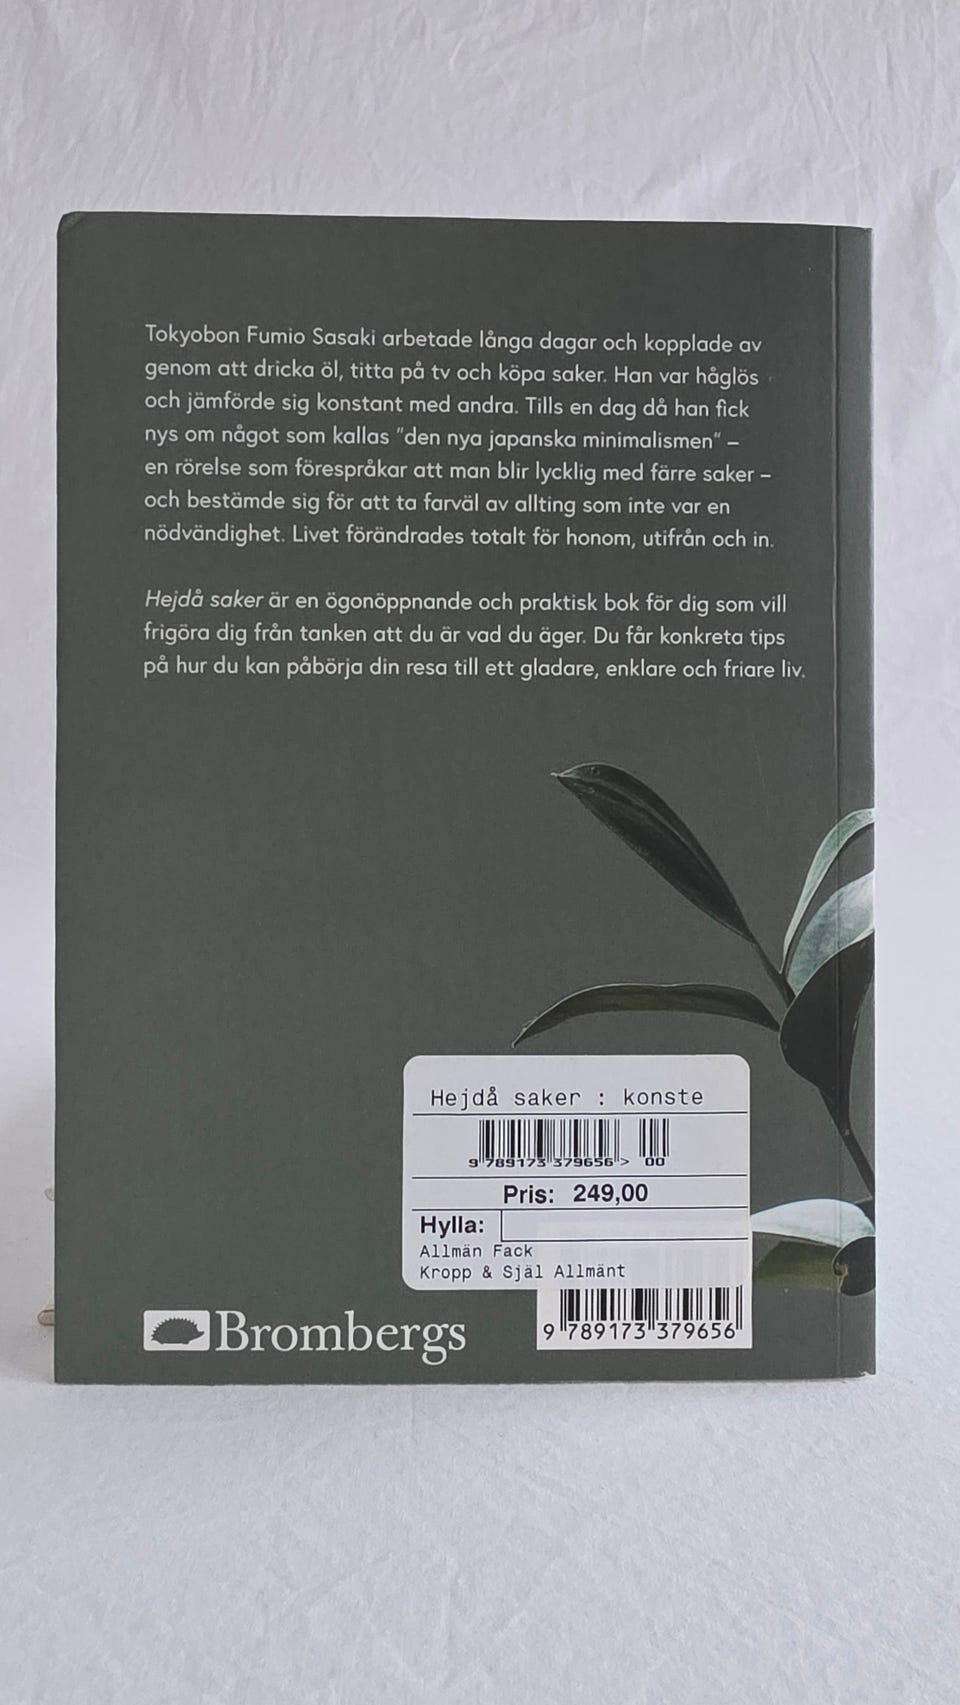 Tokyobon Fumio Sasaki arbetade långa dagar och kopplade av
genom att dricka öl, titta på tv och köpa saker. Han var håglös
och jämförde sig konstant med andra. Tills en dag då han fick
nys om något som kallas "den nya japanska minimalismen" –
en rörelse som förespråkar att man blir lycklig med färre saker –
och bestämde sig för att ta farväl av allting som inte var en
nödvändighet. Livet förändrades totalt för honom, utifrån och in.
Hejdå saker är en ögonöppnande och praktisk bok för dig som vill
frigöra dig från tanken att du är vad du äger. Du får konkreta tips
på hur du kan påbörja din resa till ett gladare, enklare och friare liv.
Hejdå saker : konste
9 789173 379656 > 00
Pris: 249,00
Hylla:
Allmän Fack
Kropp & Själ Allmänt
9 789173 379656
Brombergs